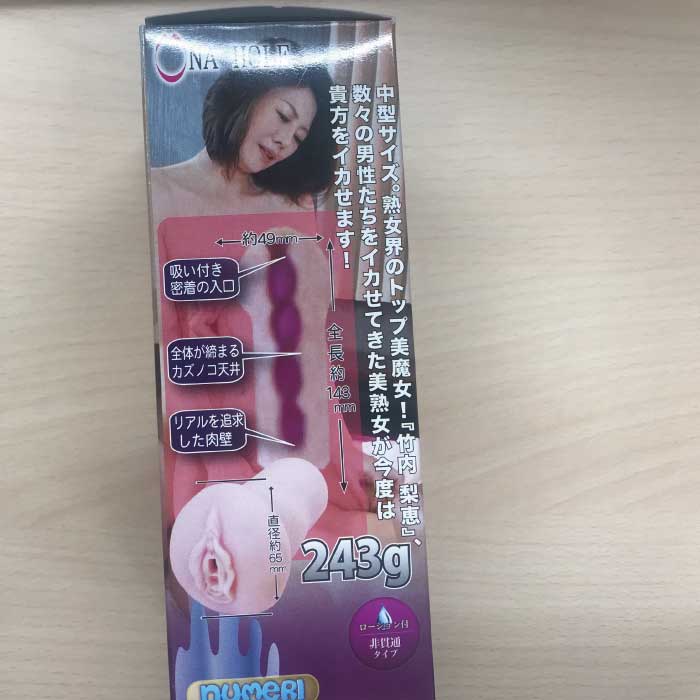 ONA HOLE
中型サイズ。熟女界のトップ美魔女！『竹内 梨恵』、
数々の男性たちをイカせてきた美熟女が今度は
貴方をイカせます！
約49mm
吸い付き
密着の入口
全体が締まる
カズノコ天井
リアルを追求
した肉壁
全長約
148
mm
直径約
65
mm
243g
ローション付
非貫通
タイプ
NUMERI